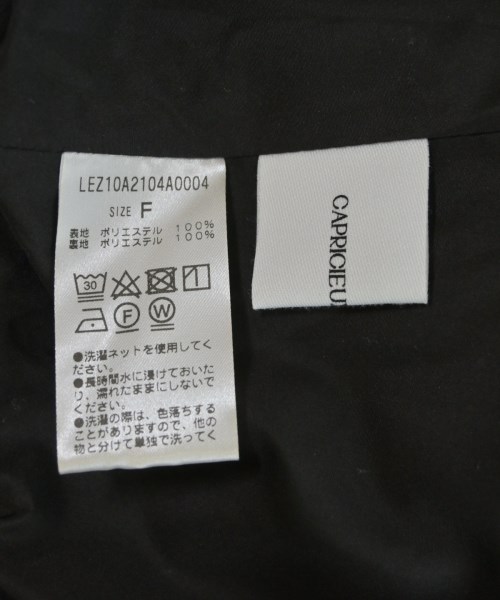 LEZ10A2104A0004
SIZE F
表地 ポリエステル 100%
裏地 ポリエステル 100%
30
F
W
●洗濯ネットを使用してく
ださい。
●長時間水に浸けておいた
り、濡れたままにしないで
ください。
●洗濯の際は、色落ちする
ことがありますので、他の
物と分けて単独で洗ってく
CAPRICIEU